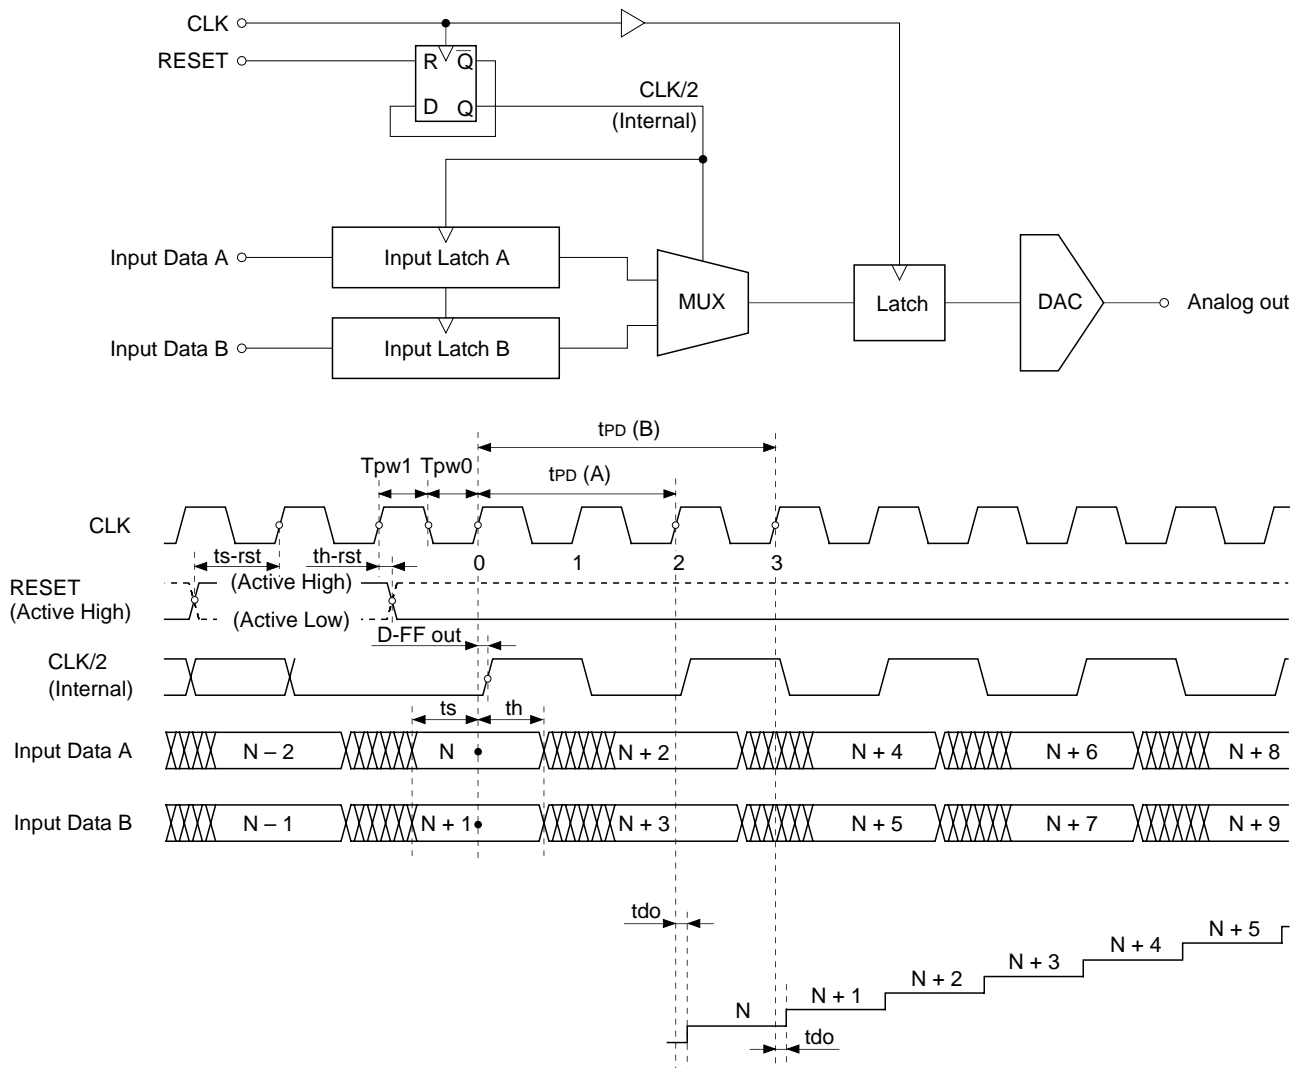 CLK
RESET
R Q
D Q
CLK/2
(Internal)
Input Data A
Input Latch A
Input Data B
Input Latch B
MUX
Latch
DAC
Analog out
tPD (B)
Tpw1 Tpw0
tPD (A)
CLK
ts-rst th-rst 0 1 2 3
RESET
(Active High)
(Active High)
(Active Low)
D-FF out
CLK/2
(Internal)
ts th
Input Data A N – 2 N N + 2 N + 4 N + 6 N + 8
Input Data B N – 1 N + 1 N + 3 N + 5 N + 7 N + 9
tdo
N N + 1 N + 2 N + 3 N + 4 N + 5
tdo